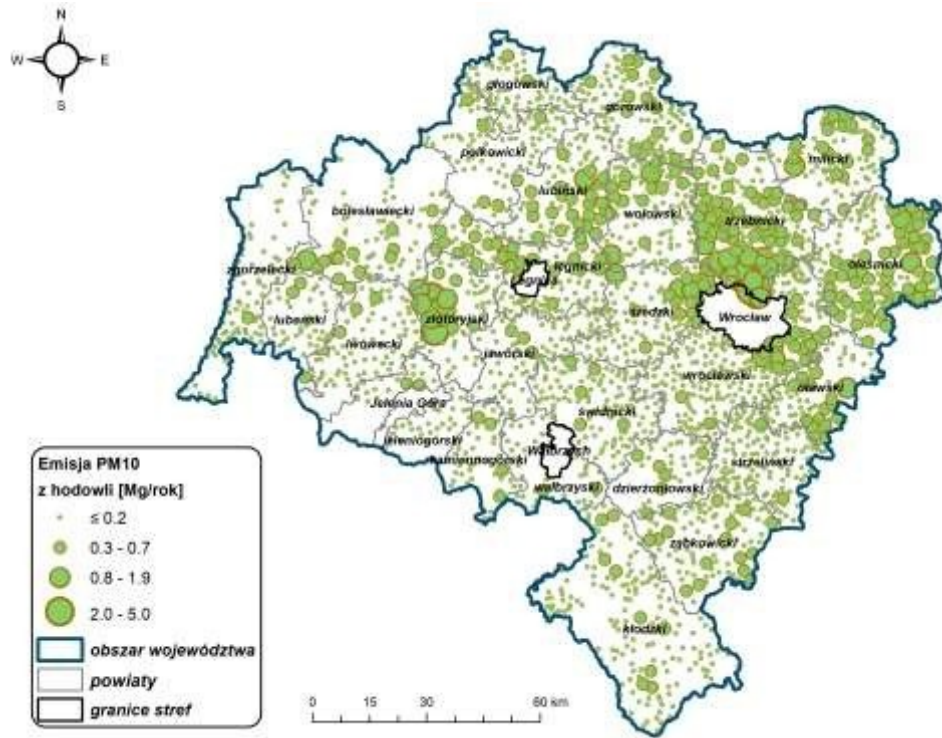 N
W E
S
głogowski
górowski
polkowicki
milicki
lubiński
wołowski
trzebnicki
bolesławiecki
oleśnicki
legnicki
zgorzelecki
Legnica
średzki
Wrocław
lubański
złotoryjski
lwówecki
jaworski
wrocławski
oławski
Jelenia Góra
świdnicki
jeleniogórski
Wałbrzych
kamiennogórski
strzeliński
wałbrzyski
dzierżoniowski
ząbkowicki
kłodzki
Emisja PM10
z hodowli [Mg/rok]
≤ 0.2
0.3 - 0.7
0.8 - 1.9
2.0 - 5.0
obszar województwa
powiaty
granice stref
0 15 30 60 km